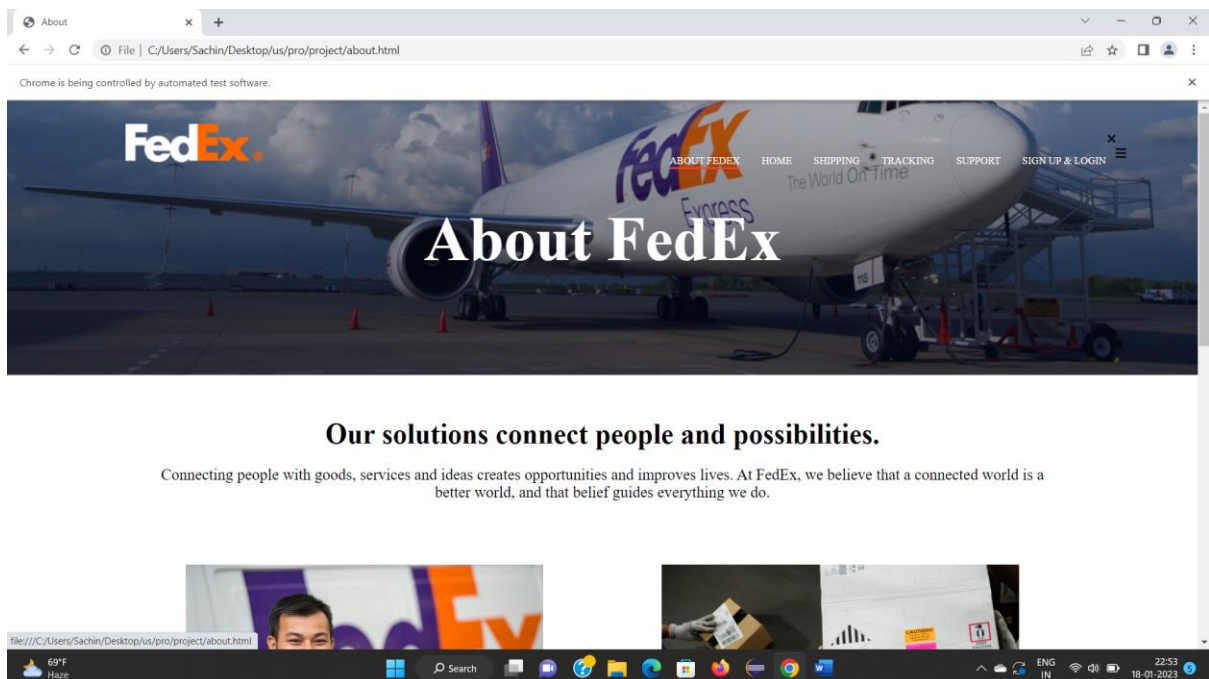 About
File | C:/Users/Sachin/Desktop/us/pro/project/about.html
Chrome is being controlled by automated test software.
FedEx®
FedEx
Express
The World On Time
ABOUT FEDEX HOME SHIPPING TRACKING SUPPORT SIGN UP & LOGIN
About FedEx
118
Our solutions connect people and possibilities.
Connecting people with goods, services and ideas creates opportunities and improves lives. At FedEx, we believe that a connected world is a
better world, and that belief guides everything we do.
CAUTION!
file:///C:/Users/Sachin/Desktop/us/pro/project/about.html
69°F
Haze
Search
ENG
IN
22:53
18-01-2023